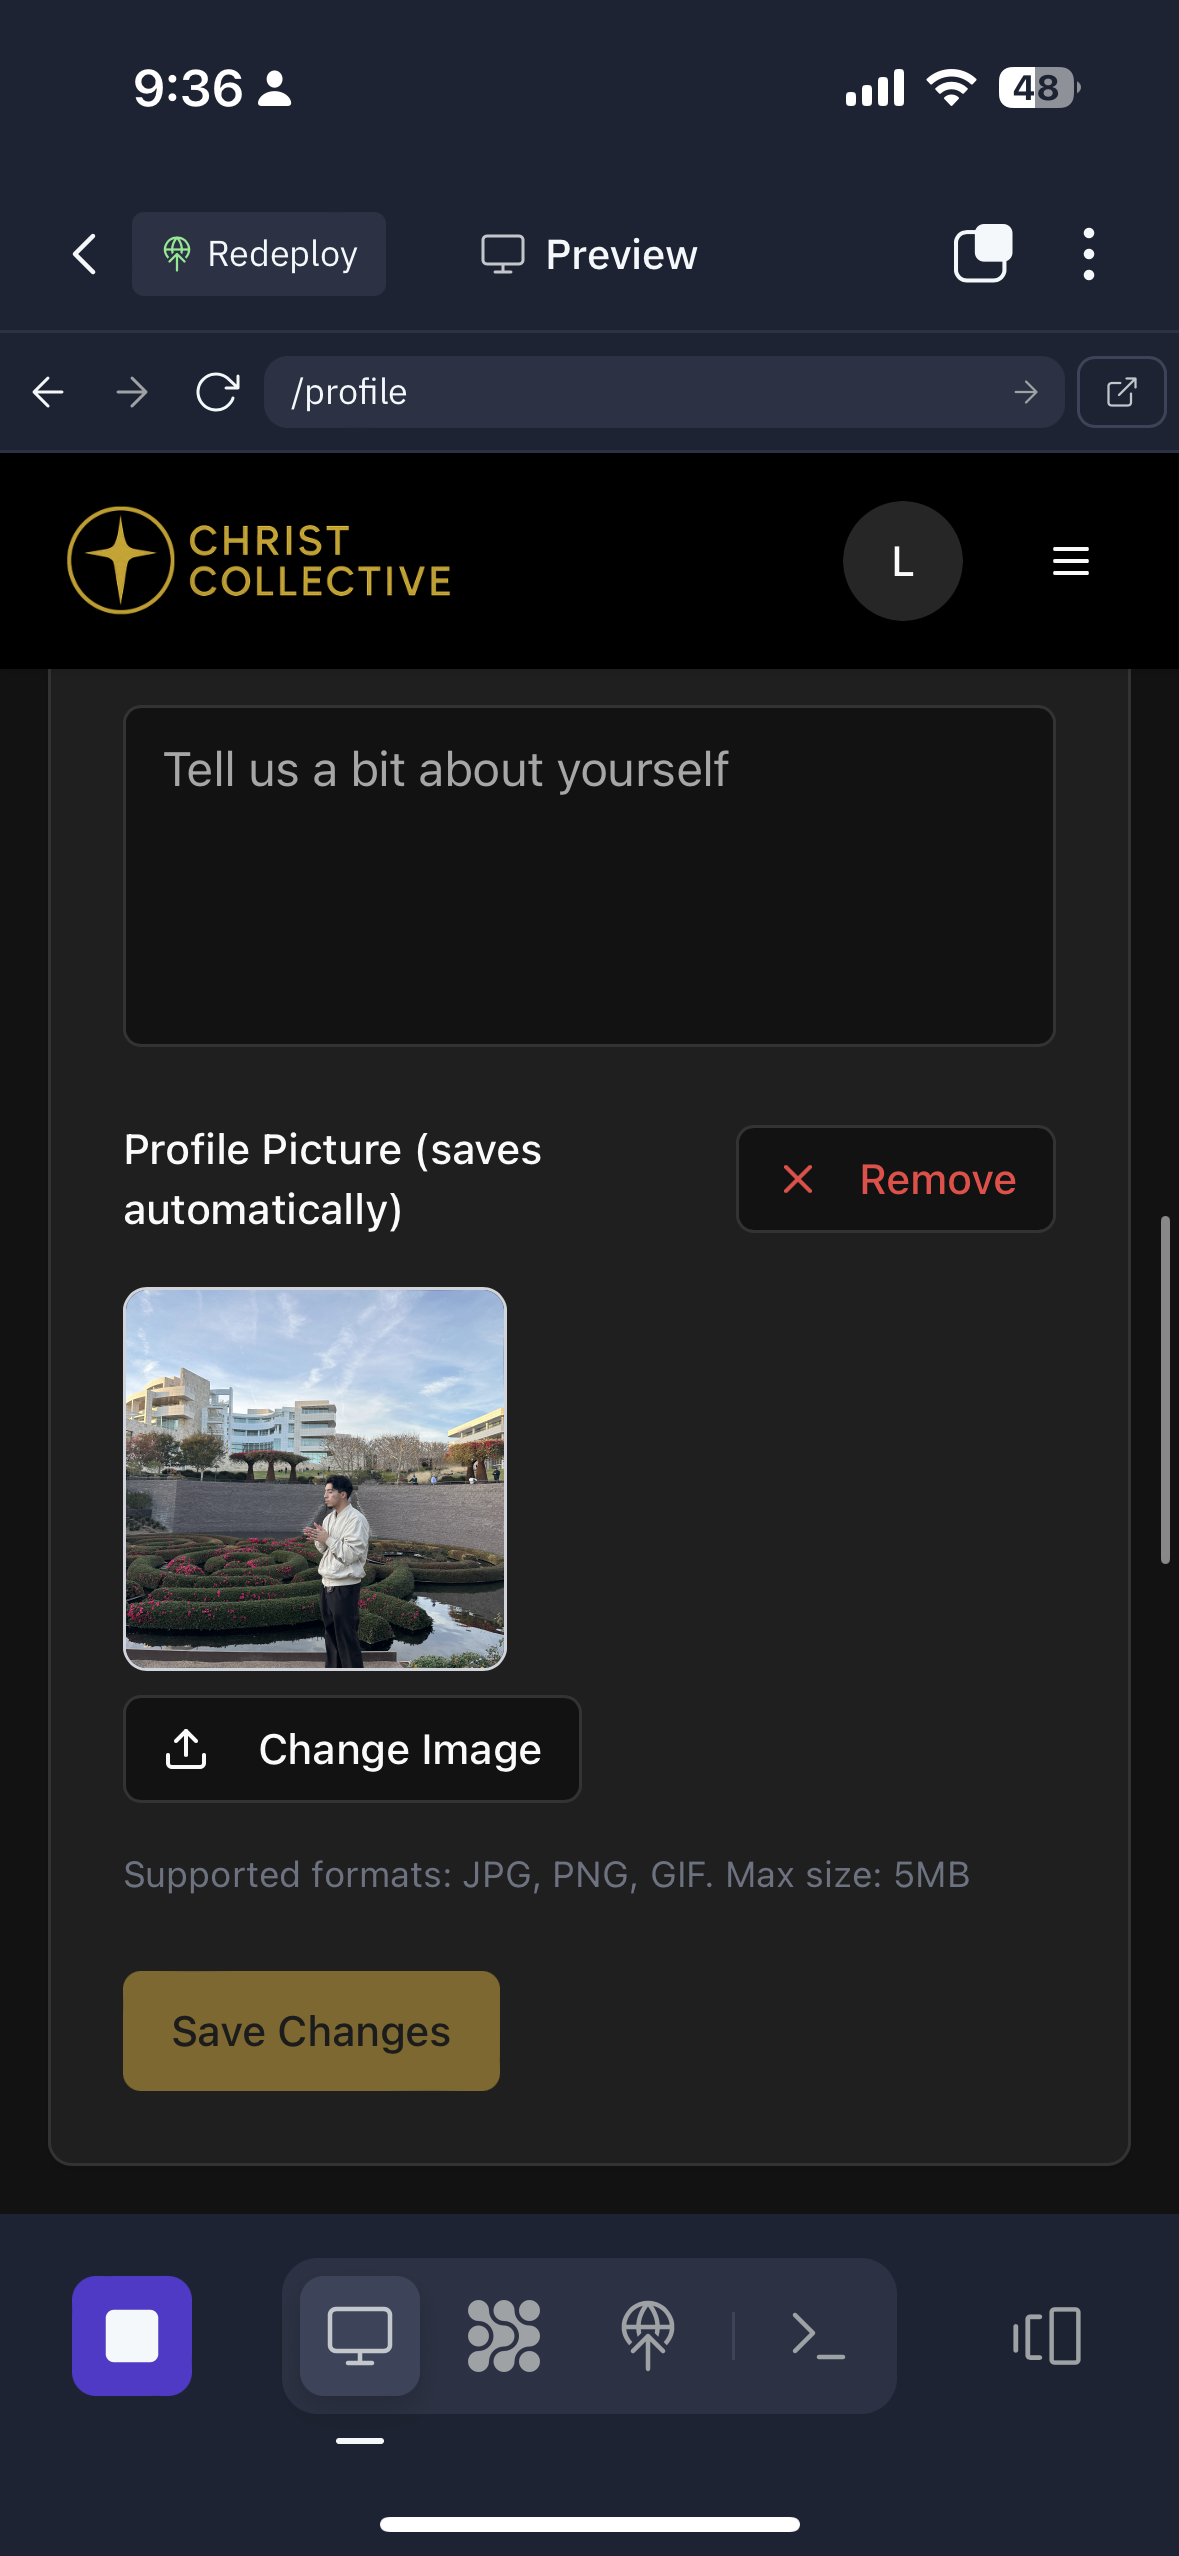 9:36
48
Redeploy
Preview
/profile
CHRIST
COLLECTIVE
L
Tell us a bit about yourself
Profile Picture (saves
automatically)
Remove
Change Image
Supported formats: JPG, PNG, GIF. Max size: 5MB
Save Changes